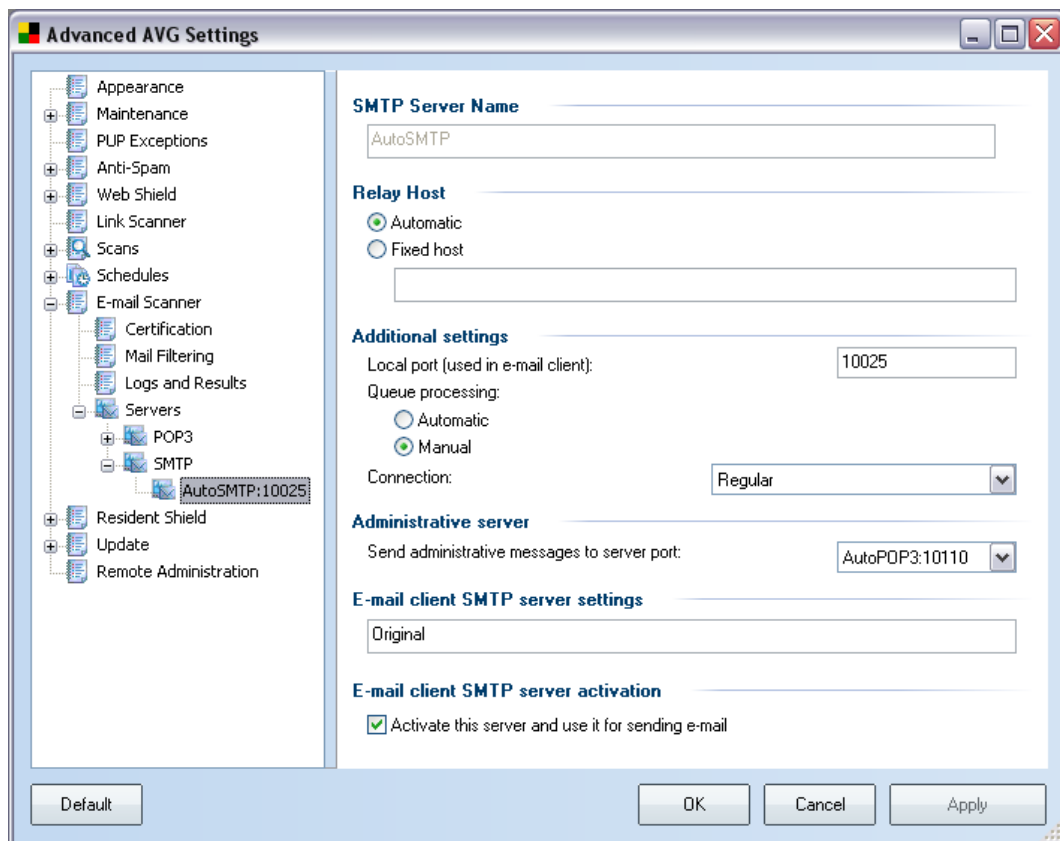 Advanced AVG Settings
Appearance
Maintenance
PUP Exceptions
Anti-Spam
Web Shield
Link Scanner
Scans
Schedules
E-mail Scanner
Certification
Mail Filtering
Logs and Results
Servers
POP3
SMTP
AutoSMTP:10025
Resident Shield
Update
Remote Administration
SMTP Server Name
AutoSMTP
Relay Host
Automatic
Fixed host
Additional settings
Local port (used in e-mail client):
10025
Queue processing:
Automatic
Manual
Connection:
Regular
Administrative server
Send administrative messages to server port:
AutoPOP3:10110
E-mail client SMTP server settings
Original
E-mail client SMTP server activation
Activate this server and use it for sending e-mail
Default
OK
Cancel
Apply